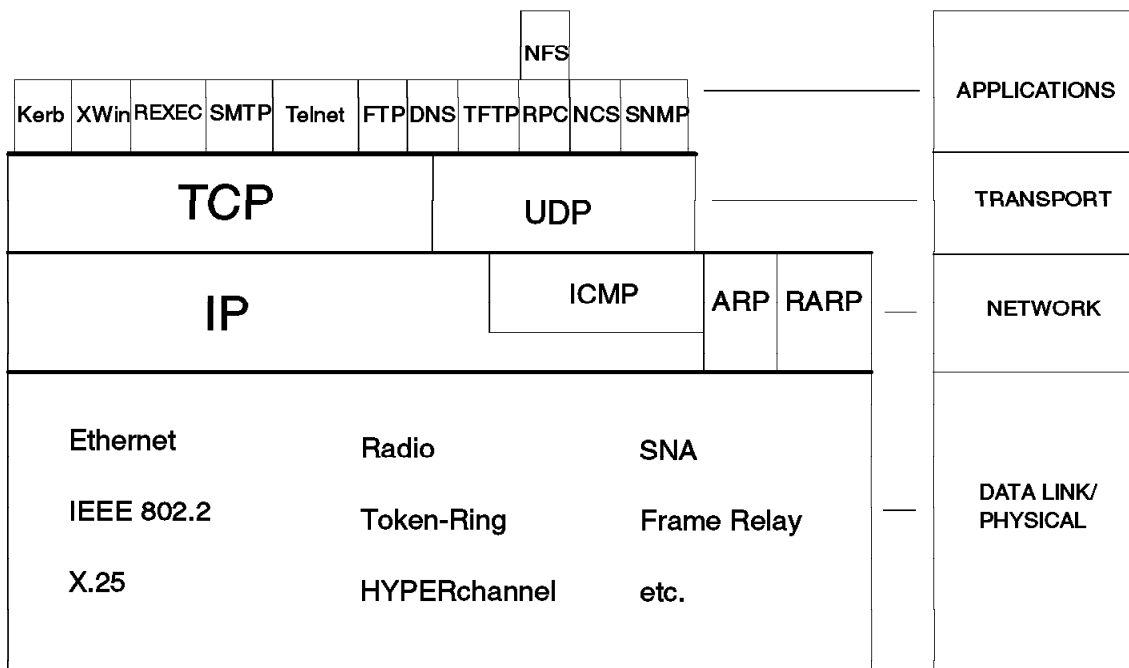 NFS
Kerb XWin REXEC SMTP Telnet FTP DNS TFTP RPC NCS SNMP
APPLICATIONS
TCP UDP
TRANSPORT
IP ICMP ARP RARP
NETWORK
Ethernet Radio SNA
IEEE 802.2 Token-Ring Frame Relay
X.25 HYPERchannel etc.
DATA LINK/
PHYSICAL